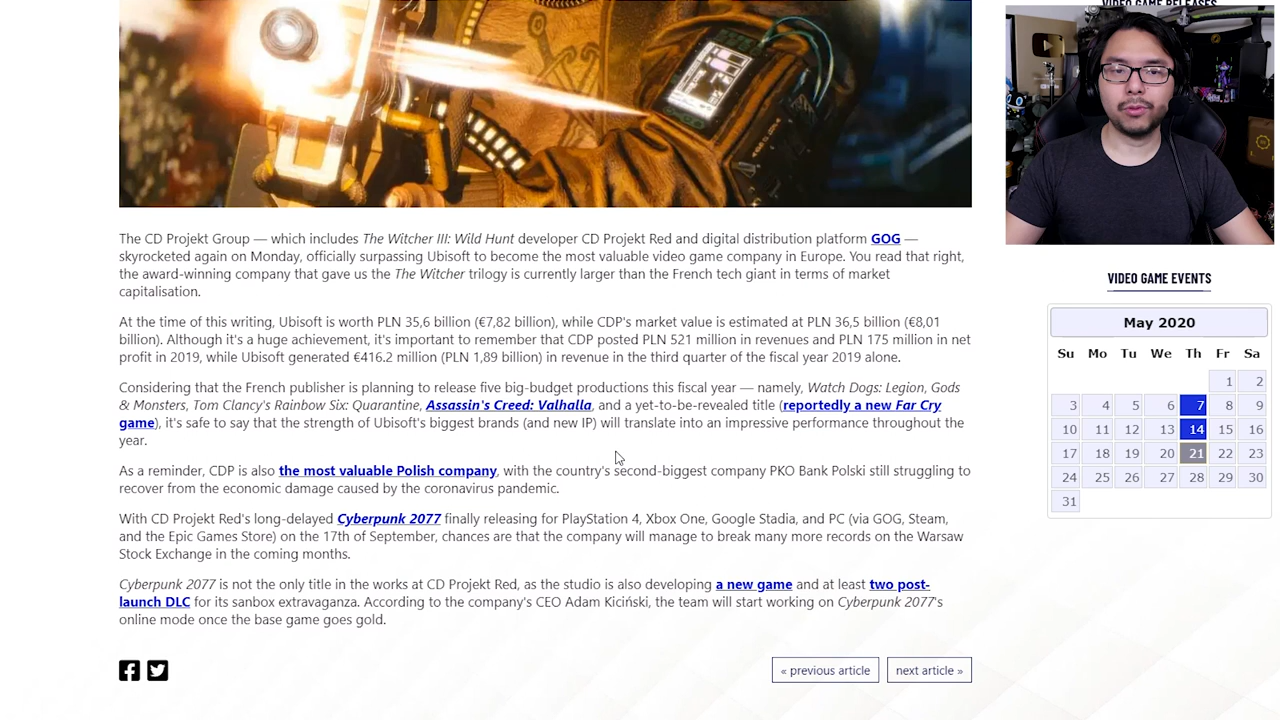 VIDEO GAME RELEASES
The CD Projekt Group — which includes The Witcher III: Wild Hunt developer CD Projekt Red and digital distribution platform GOG —
skyrocketed again on Monday, officially surpassing Ubisoft to become the most valuable video game company in Europe. You read that right,
the award-winning company that gave us the The Witcher trilogy is currently larger than the French tech giant in terms of market
capitalisation.
At the time of this writing, Ubisoft is worth PLN 35,6 billion (€7,82 billion), while CDP's market value is estimated at PLN 36,5 billion (€8,01
billion). Although it's a huge achievement, it's important to remember that CDP posted PLN 521 million in revenues and PLN 175 million in net
profit in 2019, while Ubisoft generated €416.2 million (PLN 1,89 billion) in revenue in the third quarter of the fiscal year 2019 alone.
Considering that the French publisher is planning to release five big-budget productions this fiscal year — namely, Watch Dogs: Legion, Gods
& Monsters, Tom Clancy's Rainbow Six: Quarantine, Assassin's Creed: Valhalla, and a yet-to-be-revealed title (reportedly a new Far Cry
game), it's safe to say that the strength of Ubisoft's biggest brands (and new IP) will translate into an impressive performance throughout the
year.
As a reminder, CDP is also the most valuable Polish company, with the country's second-biggest company PKO Bank Polski still struggling to
recover from the economic damage caused by the coronavirus pandemic.
With CD Projekt Red's long-delayed Cyberpunk 2077 finally releasing for PlayStation 4, Xbox One, Google Stadia, and PC (via GOG, Steam,
and the Epic Games Store) on the 17th of September, chances are that the company will manage to break many more records on the Warsaw
Stock Exchange in the coming months.
Cyberpunk 2077 is not the only title in the works at CD Projekt Red, as the studio is also developing a new game and at least two post-
launch DLC for its sanbox extravaganza. According to the company's CEO Adam Kiciński, the team will start working on Cyberpunk 2077's
online mode once the base game goes gold.
« previous article next article »
VIDEO GAME EVENTS
May 2020
Su Mo Tu We Th Fr Sa
1 2
3 4 5 6 7 8 9
10 11 12 13 14 15 16
17 18 19 20 21 22 23
24 25 26 27 28 29 30
31